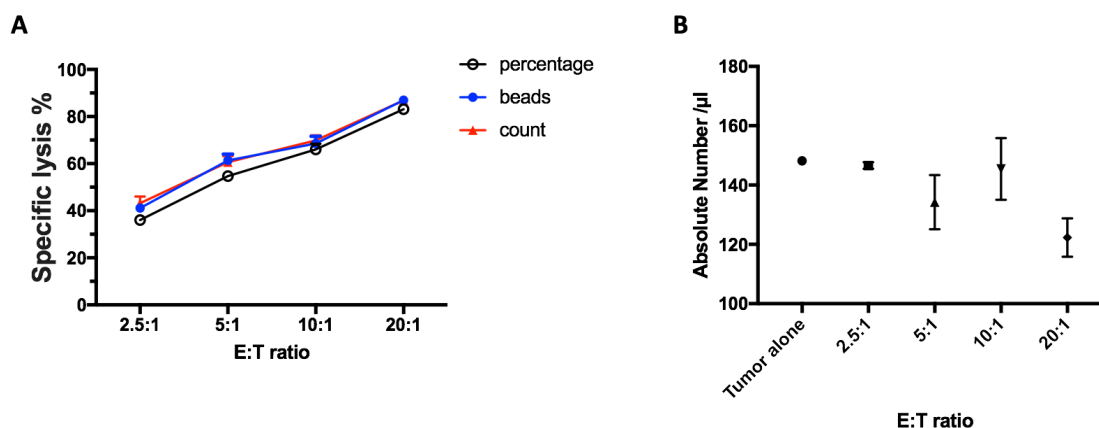 A
Specific lysis %
100
80
60
40
20
0
2.5:1
5:1
10:1
20:1
E:T ratio
percentage
beads
count
B
Absolute Number /µl
180
160
140
120
100
Tumor alone
2.5:1
5:1
10:1
20:1
E:T ratio